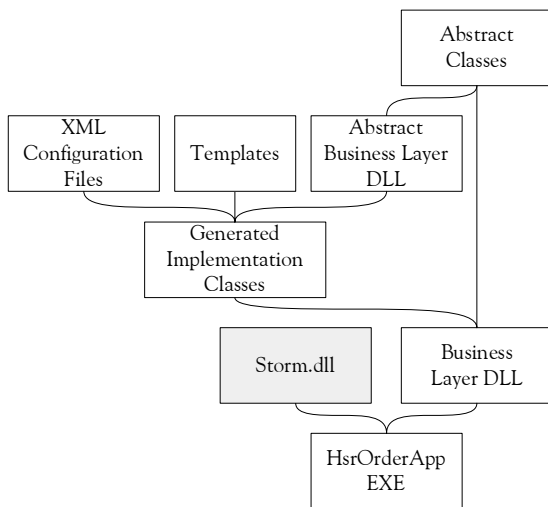 Abstract
Classes
XML
Configuration
Files
Templates
Abstract
Business Layer
DLL
Generated
Implementation
Classes
Storm.dll
Business
Layer DLL
HsrOrderApp
EXE